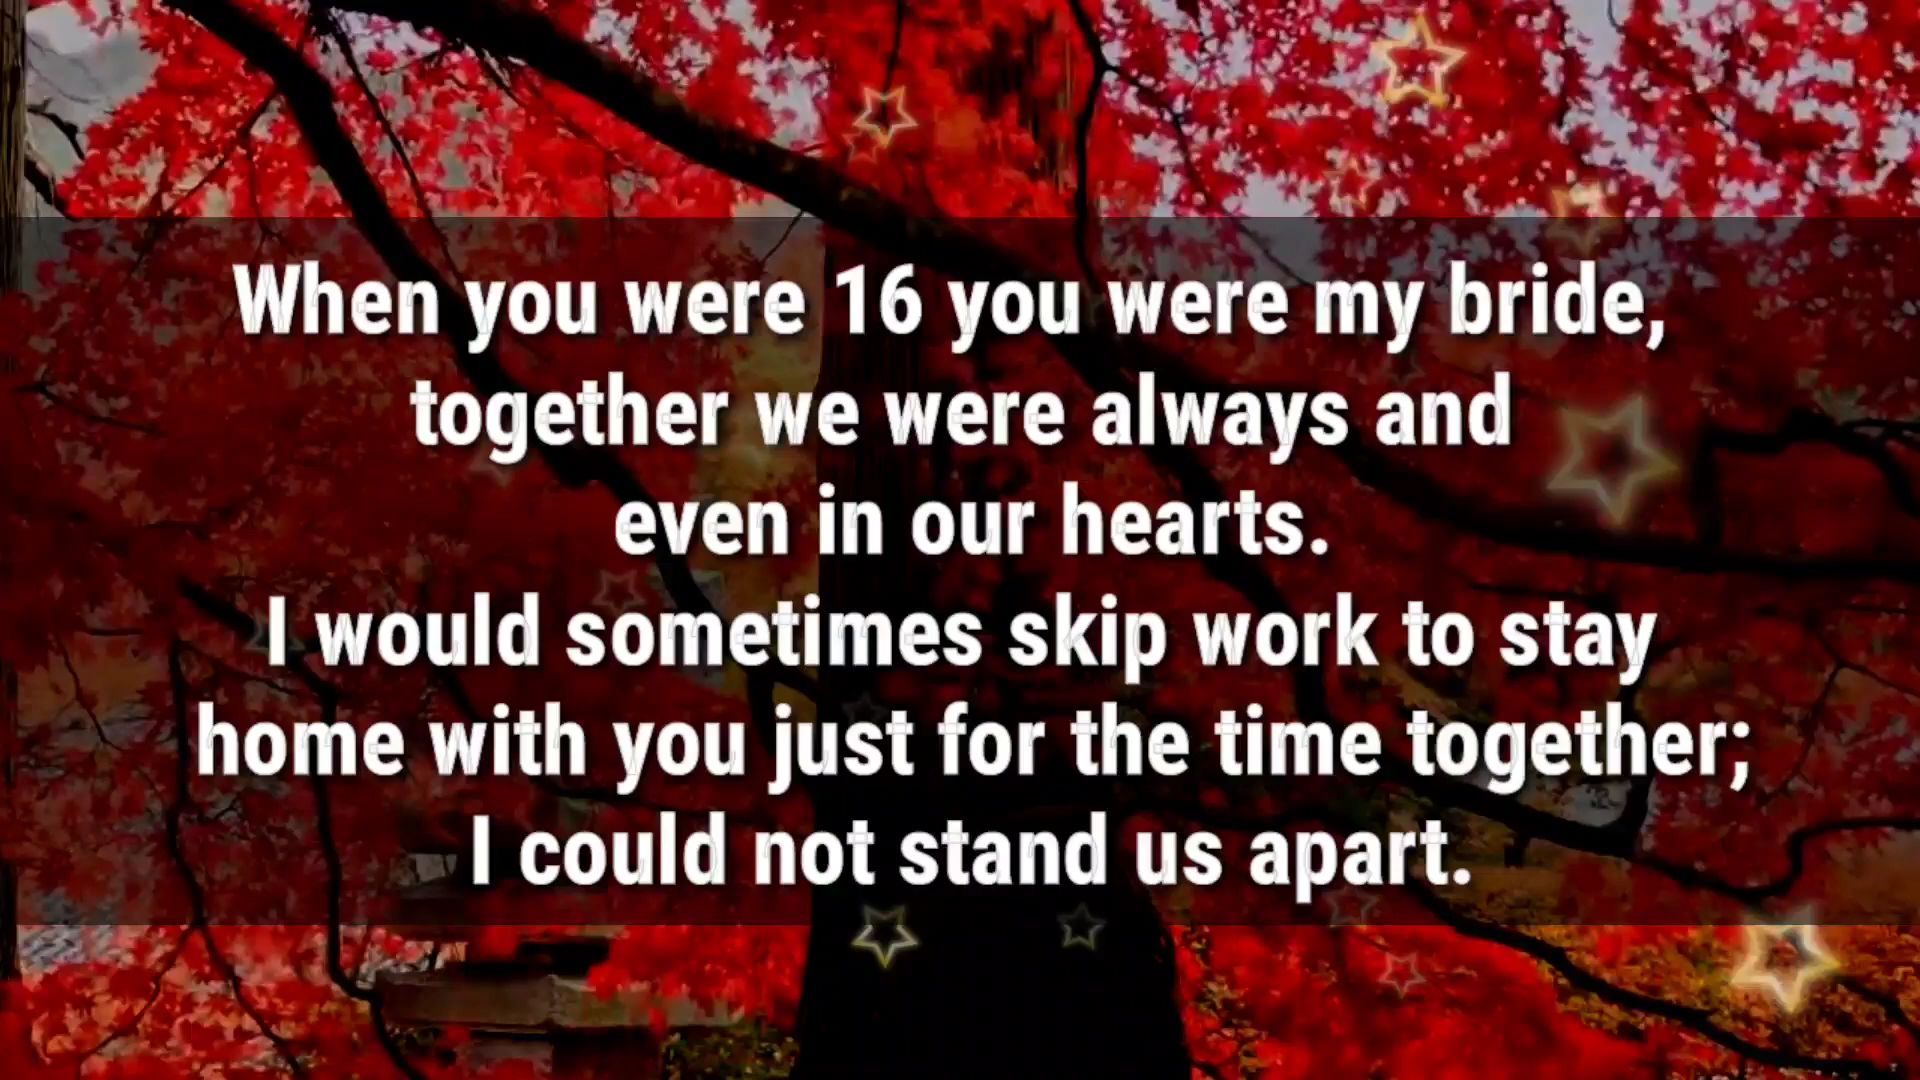 When you were 16 you were my bride,
together we were always and
even in our hearts.
I would sometimes skip work to stay
home with you just for the time together;
I could not stand us apart.